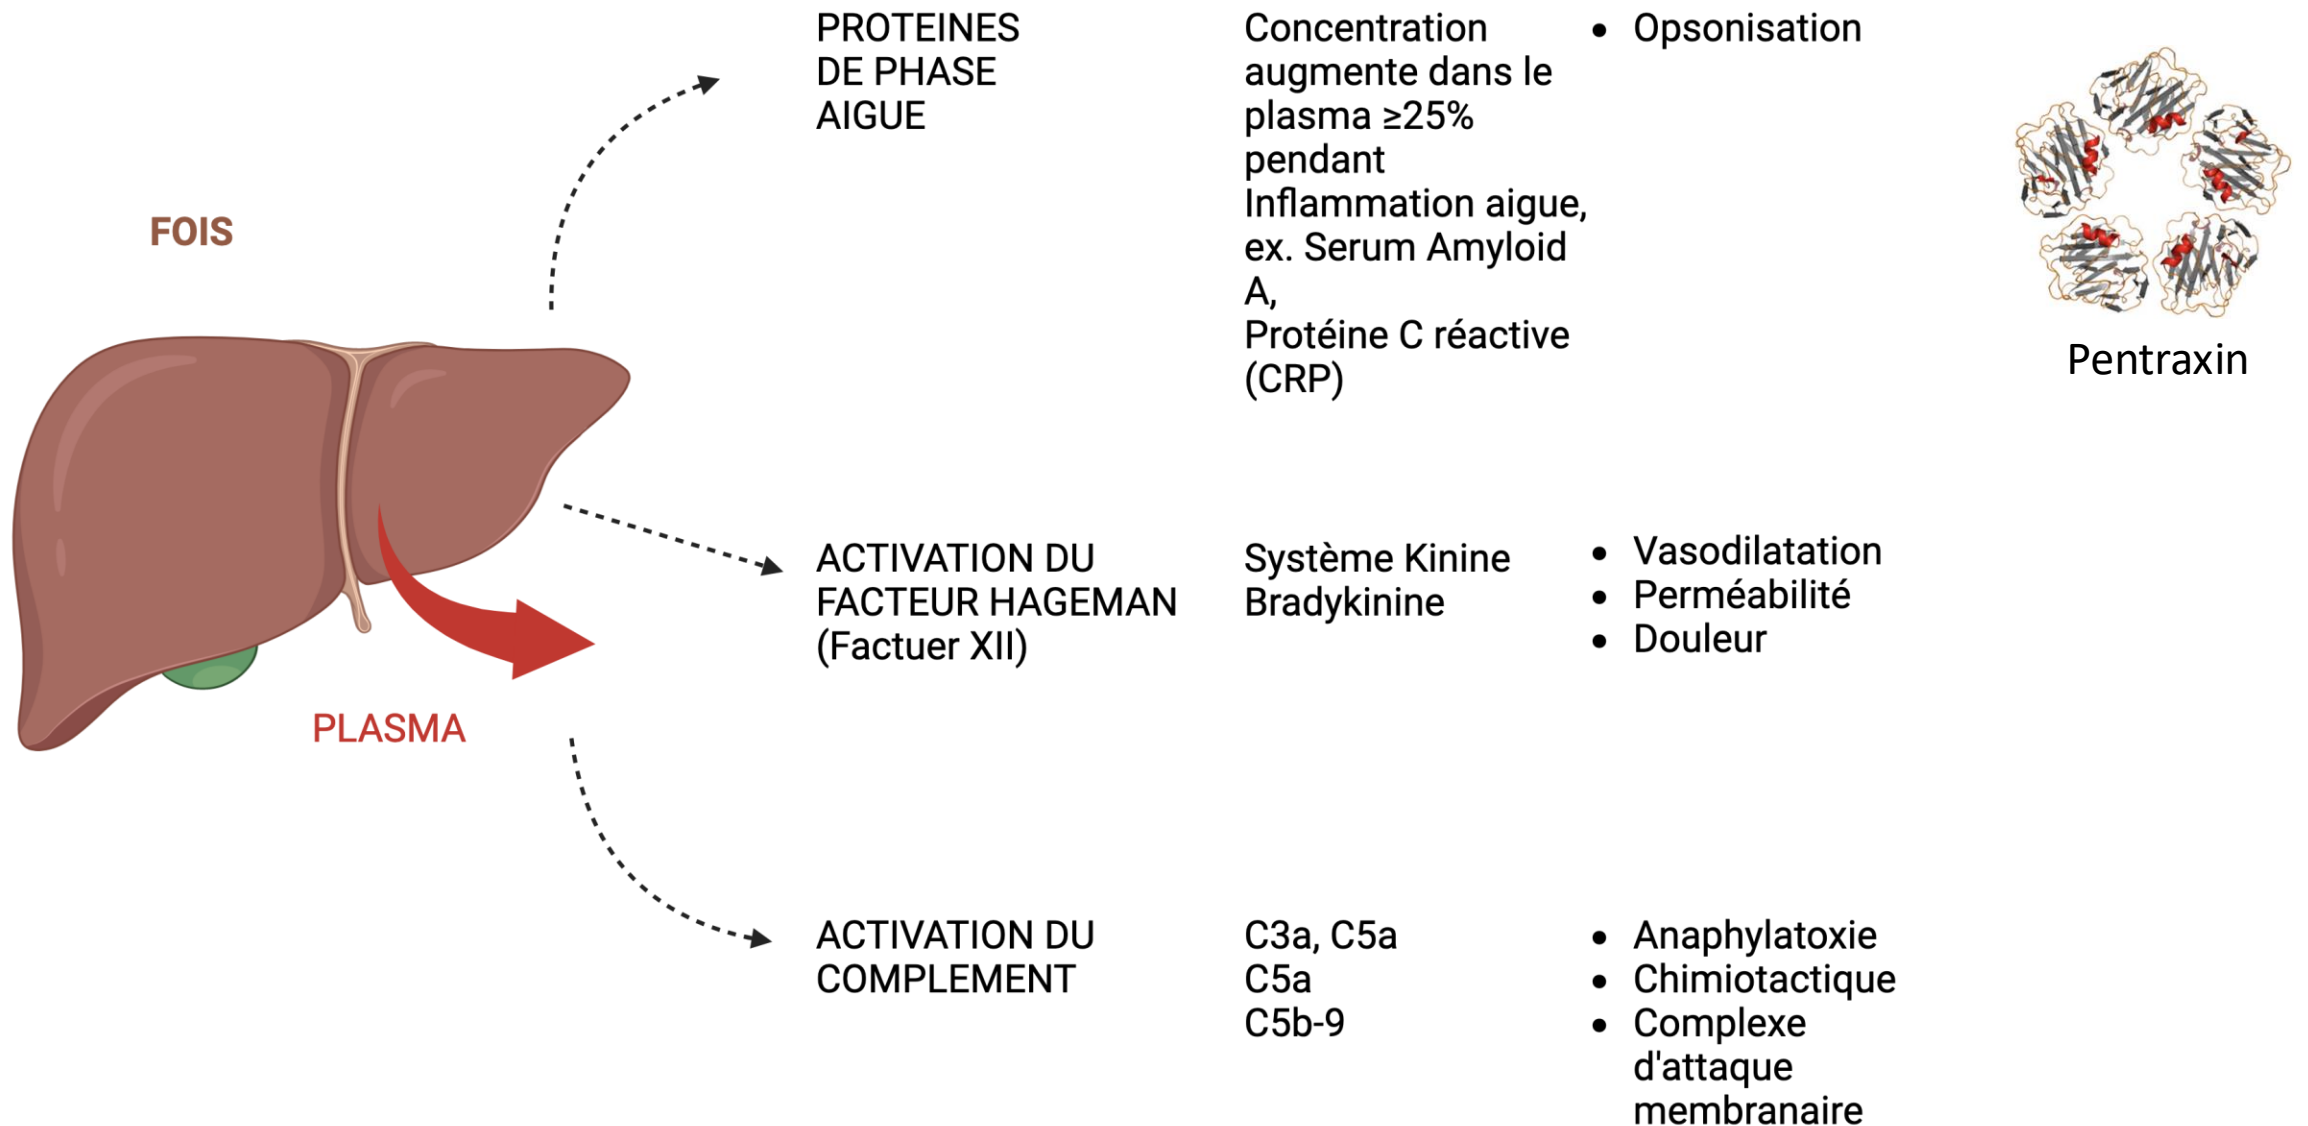 FOIS
PLASMA
PROTEINES
DE PHASE
AIGUE
Concentration
augmente dans le
plasma ≥25%
pendant
Inflammation aigue,
ex. Serum Amyloid
A,
Protéine C réactive
(CRP)
• Opsonisation
Pentraxin
ACTIVATION DU
FACTEUR HAGEMAN
(Factuer XII)
Système Kinine
Bradykinine
• Vasodilatation
• Perméabilité
• Douleur
ACTIVATION DU
COMPLEMENT
C3a, C5a
C5a
C5b-9
• Anaphylatoxie
• Chimiotactique
• Complexe
d'attaque
membranaire